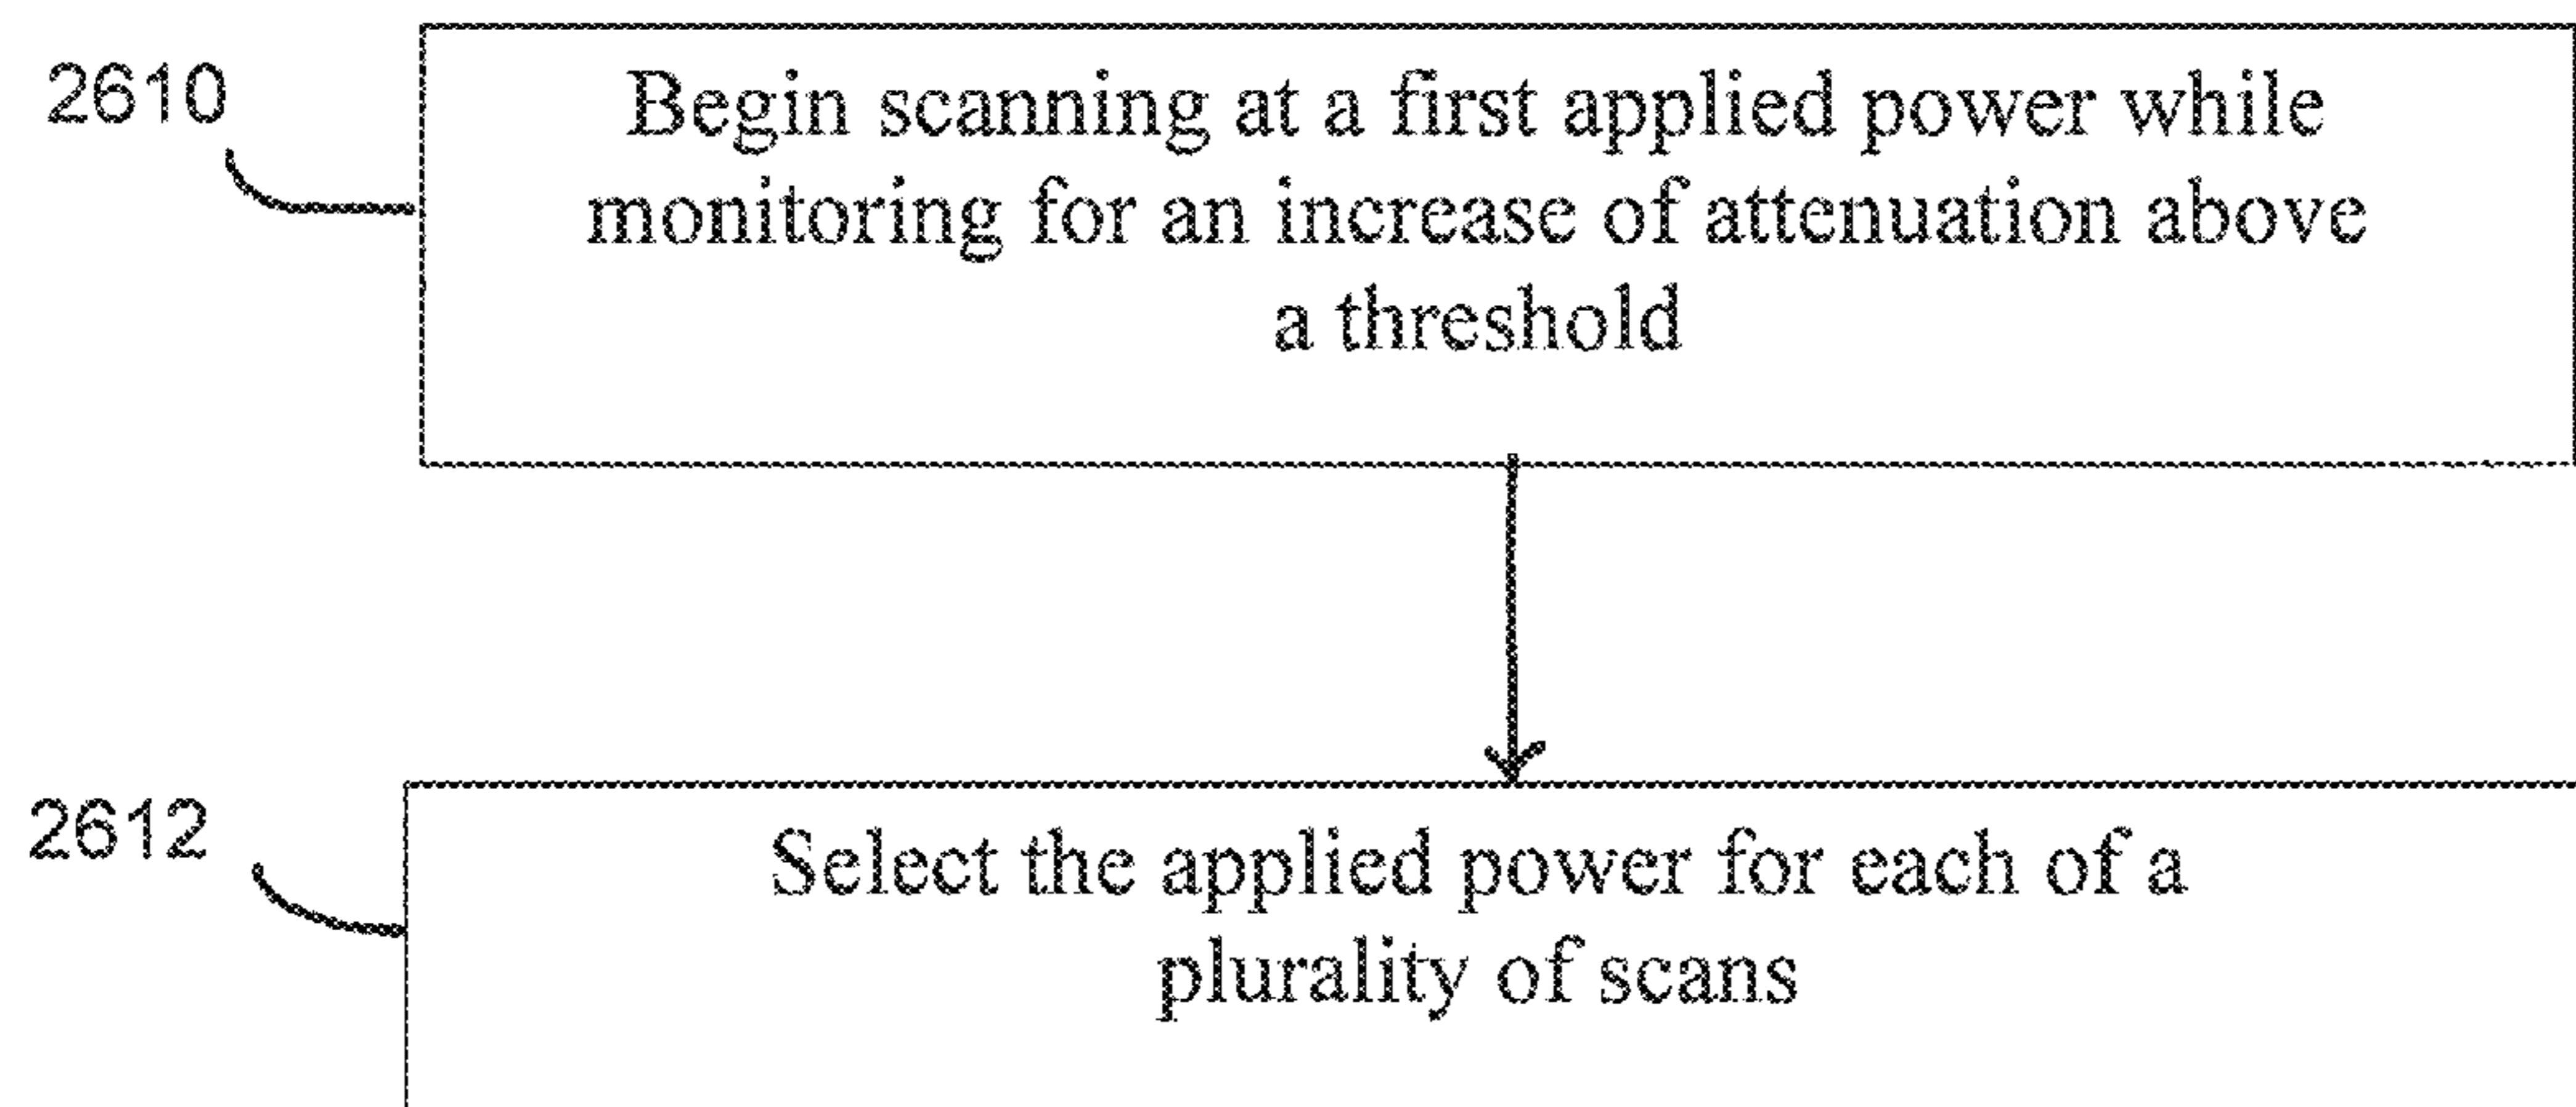 2610
Begin scanning at a first applied power while
monitoring for an increase of attenuation above
a threshold
2612
Select the applied power for each of a
plurality of scans